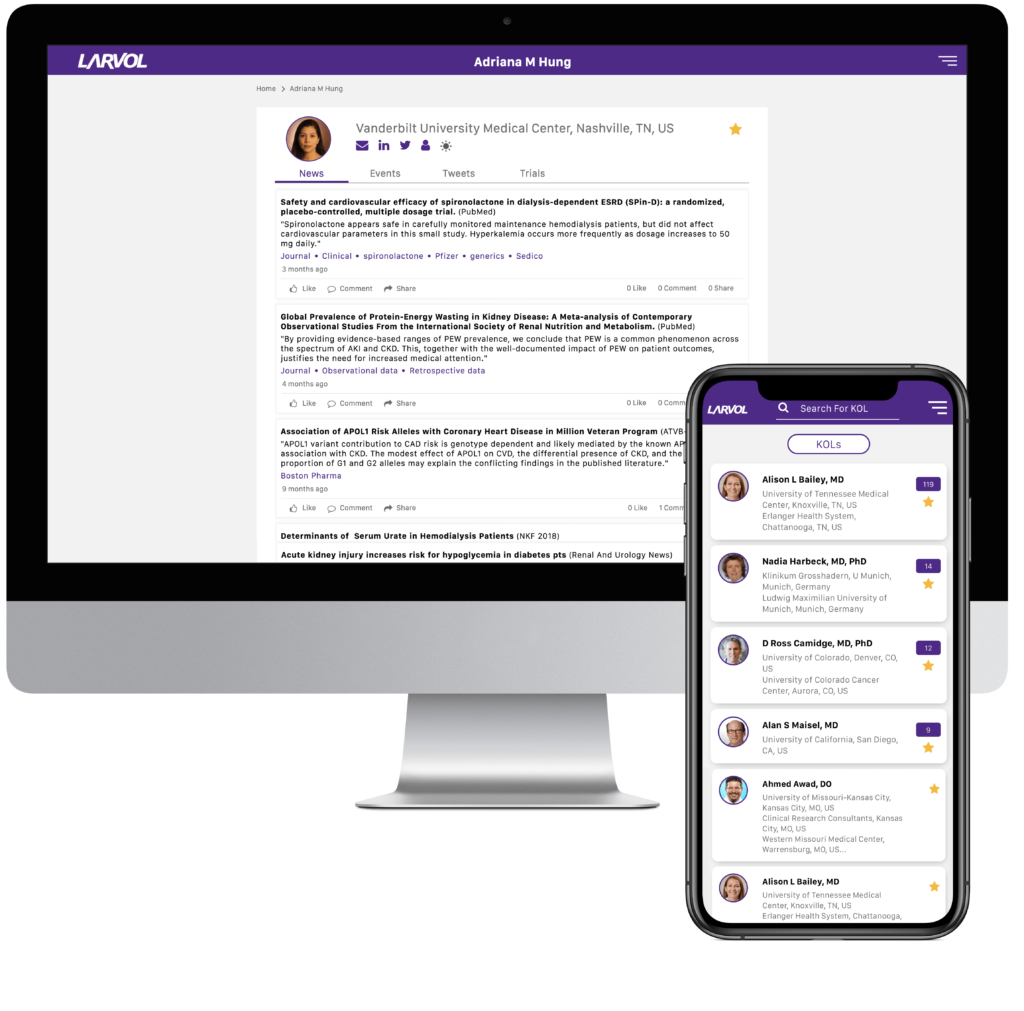 LARVOL
Adriana M Hung
Home > Adriana M Hung
Vanderbilt University Medical Center, Nashville, TN, US
in
News Events Tweets Trials
Safety and cardiovascular efficacy of spironolactone in dialysis-dependent ESRD (SPin-D): a randomized,
placebo-controlled, multiple dosage trial. (PubMed)
"Spironolactone appears safe in carefully monitored maintenance hemodialysis patients, but did not affect
cardiovascular parameters in this small study. Hyperkalemia occurs more frequently as dosage increases to 50
mg daily."
Journal • Clinical • spironolactone • Pfizer • generics • Sedico
3 months ago
Like Comment Share 0 Like 0 Comment 0 Share
Global Prevalence of Protein-Energy Wasting in Kidney Disease: A Meta-analysis of Contemporary
Observational Studies From the International Society of Renal Nutrition and Metabolism. (PubMed)
"By providing evidence-based ranges of PEW prevalence, we conclude that PEW is a common phenomenon across
the spectrum of AKI and CKD. This, together with the well-documented impact of PEW on patient outcomes,
justifies the need for increased medical attention."
Journal • Observational data • Retrospective data
4 months ago
Like Comment Share 0 Like 0 Comm
Association of APOL1 Risk Alleles with Coronary Heart Disease in Million Veteran Program (ATVB-
"APOL1 variant contribution to CAD risk is genotype dependent and likely mediated by the known AP
association with CKD. The modest effect of APOL1 on CVD, the differential presence of CKD, and the
proportion of G1 and G2 alleles may explain the conflicting findings in the published literature."
Boston Pharma
9 months ago
Like Comment Share 0 Like 1 Comm
Determinants of Serum Urate in Hemodialysis Patients (NKF 2018)
Acute kidney injury increases risk for hypoglycemia in diabetes pts (Renal And Urology News)
LARVOL Search For KOL
KOLs
Alison L Bailey, MD 119
University of Tennessee Medical
Center, Knoxville, TN, US
Erlanger Health System,
Chattanooga, TN, US
Nadia Harbeck, MD, PhD 14
Klinikum Grosshadern, U Munich,
Munich, Germany
Ludwig Maximilian University of
Munich, Munich, Germany
D Ross Camidge, MD, PhD 12
University of Colorado, Denver, CO,
US
University of Colorado Cancer
Center, Aurora, CO, US
Alan S Maisel, MD 9
University of California, San Diego,
CA, US
Ahmed Awad, DO
University of Missouri-Kansas City,
Kansas City, MO, US
Clinical Research Consultants, Kansas
City, MO, US
Western Missouri Medical Center,
Warrensburg, MO, US...
Alison L Bailey, MD
University of Tennessee Medical
Center, Knoxville, TN, US
Erlanger Health System, Chattanooga,